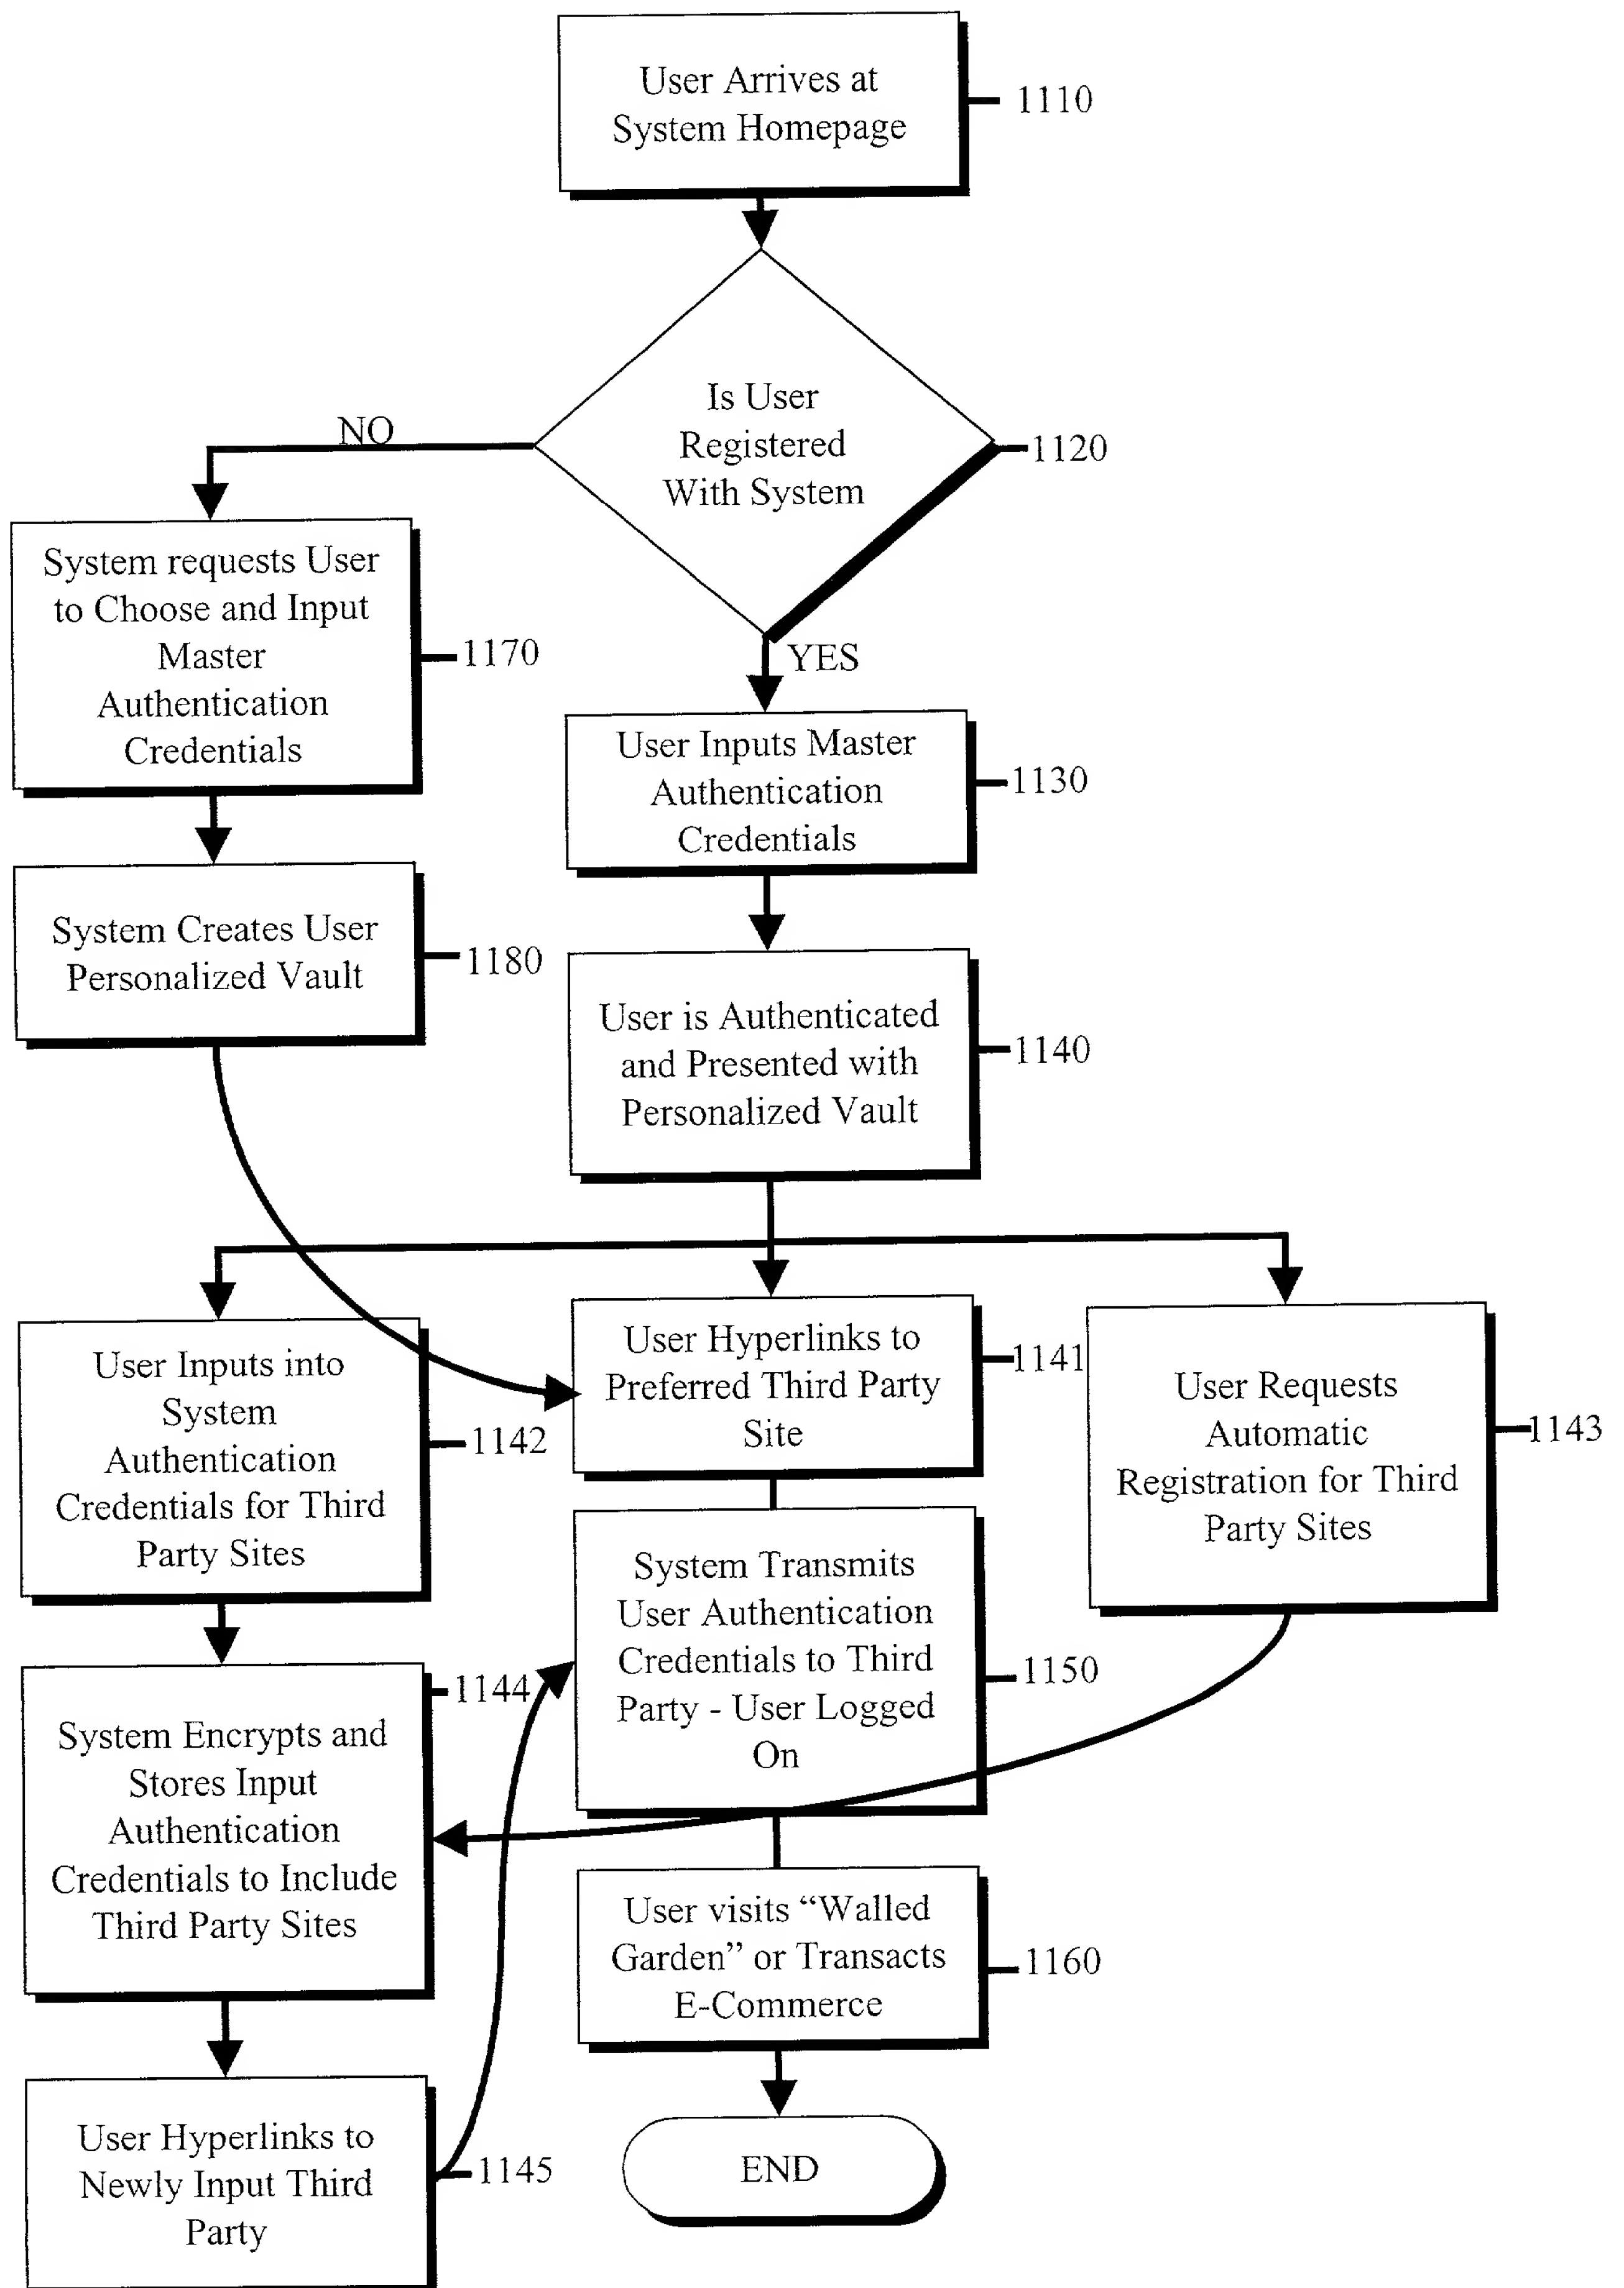 User Arrives at
System Homepage
1110
Is User
Registered
With System
1120
NO
YES
System requests User
to Choose and Input
Master
Authentication
Credentials
1170
User Inputs Master
Authentication
Credentials
1130
System Creates User
Personalized Vault
1180
User is Authenticated
and Presented with
Personalized Vault
1140
User Inputs into
System
Authentication
Credentials for Third
Party Sites
1142
User Hyperlinks to
Preferred Third Party
Site
1141
User Requests
Automatic
Registration for Third
Party Sites
1143
System Encrypts and
Stores Input
Authentication
Credentials to Include
Third Party Sites
1144
System Transmits
User Authentication
Credentials to Third
Party - User Logged
On
1150
User visits “Walled
Garden” or Transacts
E-Commerce
1160
User Hyperlinks to
Newly Input Third
Party
1145
END